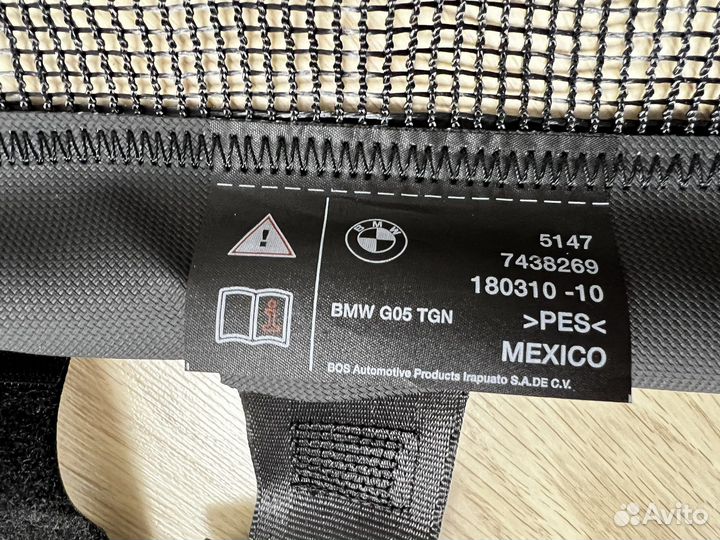 BMW
5147
7438269
180310 -10
BMW G05 TGN
>PES<
MEXICO
BOS Automotive Products Irapuato S.A.DE C.V.
Avito